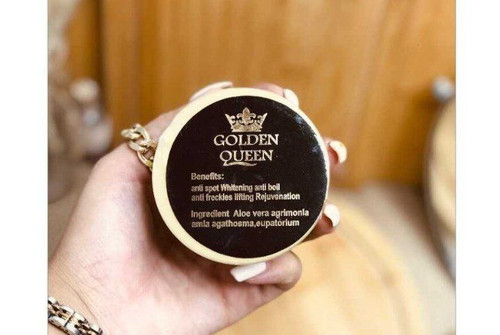 GOLDEN
QUEEN
Benefits:
anti spot Whitening anti boil
anti freckles lifting Rejuvenation
Ingredient Aloe vera agrimonia
amla agathosma,eupatorium